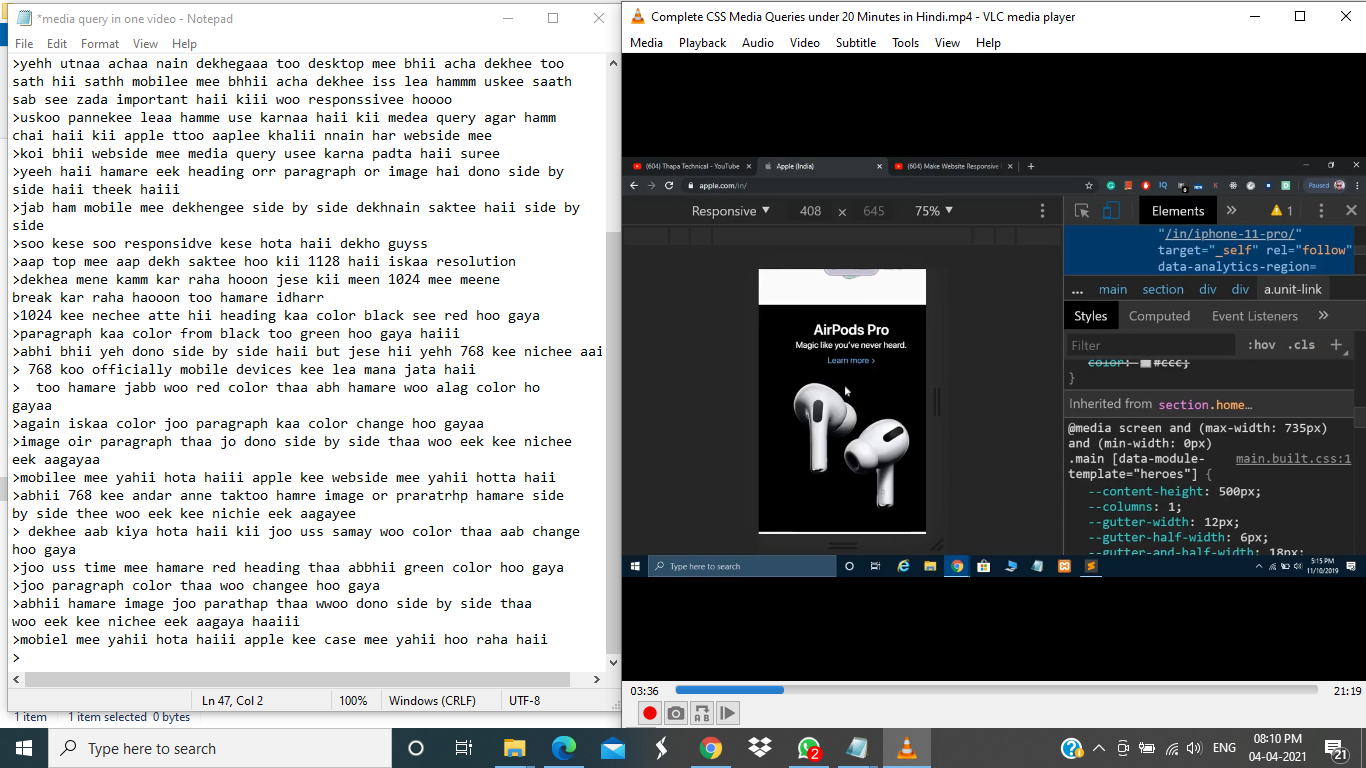 *media query in one video - Notepad
File Edit Format View Help
>yehh utnaa achaa nain dekhegaaa too desktop mee bhii acha dekhee too
sath hii sathh mobilee mee bhhii acha dekhee iss lea hammm uskee saath
sab see zada important haii kiii woo responssivee hoooo
>uskoo pannekee leaa hamme use karnaa haii kii medea query agar hamm
chai haii kii apple ttoo aaplee khalii nnain har webside mee
>koi bhii webside mee media query usee karna padta haii suree
>yeeh haii hamare eek heading orr paragraph or image hai dono side by
side haii theek haiii
>jab ham mobile mee dekhengee side by side dekhnain saktee haii side by
side
>soo kese soo responsidve kese hota haii dekho guyss
>aap top mee aap dekh saktee hoo kii 1128 haii iskaa resolution
>dekhea mene kamm kar raha hooon jese kii meen 1024 mee meene
break kar raha haooon too hamare idharr
>1024 kee nechee atte hii heading kaa color black see red hoo gaya
>paragraph kaa color from black too green hoo gaya haiii
>abhi bhii yeh dono side by side haii but jese hii yehh 768 kee nichee aai
> 768 koo officially mobile devices kee lea mana jata haii
>  too hamare jabb woo red color thaa abh hamare woo alag color ho
gayaa
>again iskaa color joo paragraph kaa color change hoo gayaa
>image oir paragraph thaa jo dono side by side thaa woo eek kee nichee
eek aagayaa
>mobilee mee yahii hota haiii apple kee webside mee yahii hotta haii
>abhii 768 kee andar anne taktoo hamre image or praratrhp hamare side
by side thee woo eek kee nichie eek aagayee
> dekhee aab kiya hota haii kii joo uss samay woo color thaa aab change
hoo gaya
>joo uss time mee hamare red heading thaa abbhii green color hoo gaya
>joo paragraph color thaa woo changee hoo gaya
>abhii hamare image joo parathap thaa wwoo dono side by side thaa
woo eek kee nichee eek aagaya haaiii
>mobiel mee yahii hota haiii apple kee case mee yahii hoo raha haii
>
Ln 47, Col 2 100% Windows (CRLF) UTF-8
1 item 1 item selected 0 bytes
Complete CSS Media Queries under 20 Minutes in Hindi.mp4 - VLC media player
Media Playback Audio Video Subtitle Tools View Help
(604) Thapa Technical - YouTube Apple (India) (604) Make Website Responsive
apple.com/in/ Paused
Responsive 408 x 645 75%
Elements 1
"/in/iphone-11-pro/"
target="_self" rel="follow"
data-analytics-region=
... main section div div a.unit-link
Styles Computed Event Listeners
Filter :hov .cls
color: #ccc;
}
Inherited from section.home…
@media screen and (max-width: 735px)
and (min-width: 0px)
.main [data-module- main.built.css:1
template="heroes"] {
--content-height: 500px;
--columns: 1;
--gutter-width: 12px;
--gutter-half-width: 6px;
--gutter-and-half-width: 18px;
AirPods Pro
Magic like you've never heard.
Learn more >
Type here to search
5:15 PM
11/10/2019
03:36 21:19
A B
Type here to search
2
ENG
08:10 PM
04-04-2021
21